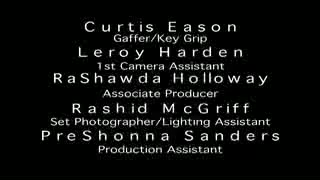 Curtis Eason
Gaffer/Key Grip
Leroy Harden
1st Camera Assistant
RaShawda Holloway
Associate Producer
Rashid McGriff
Set Photographer/Lighting Assistant
PreShonna Sanders
Production Assistant